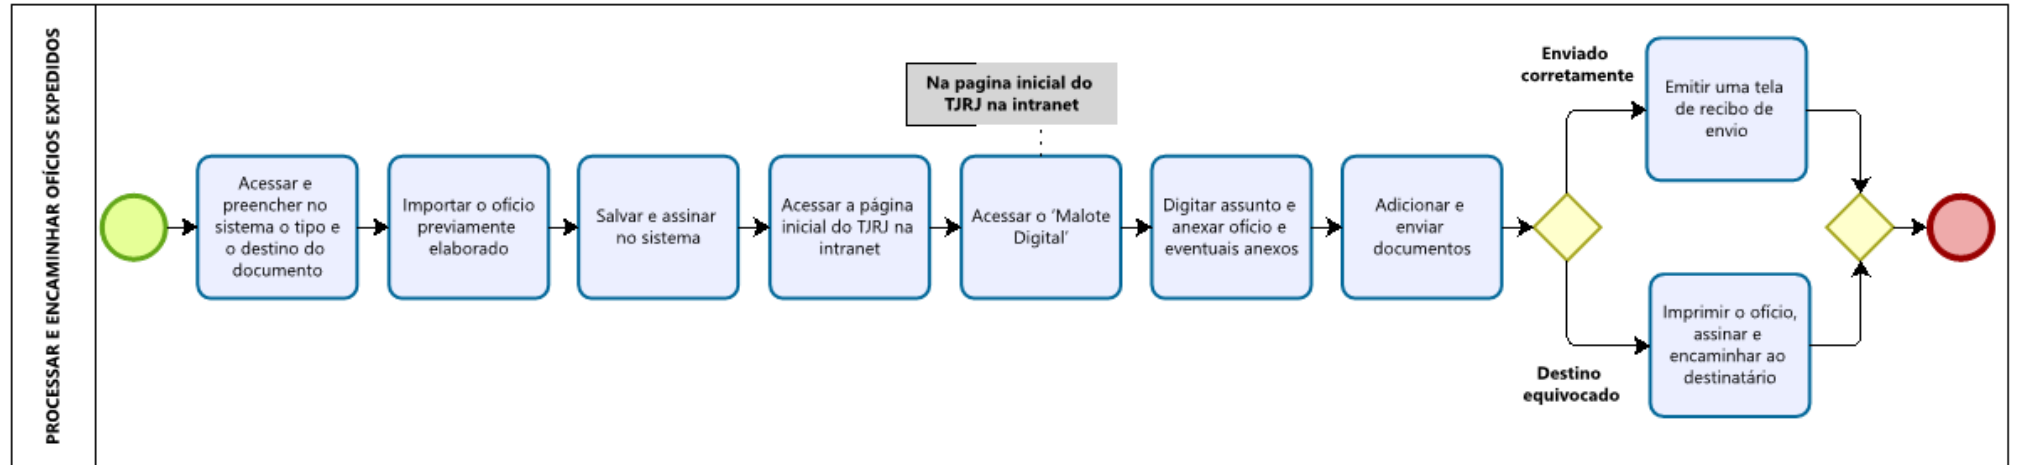 PROCESSAR E ENCAMINHAR OFÍCIOS EXPEDIDOS
Acessar e
preencher no
sistema o tipo e
o destino do
documento
Importar o ofício
previamente
elaborado
Salvar e assinar
no sistema
Acessar a página
inicial do TJRJ na
intranet
Na pagina inicial do
TJRJ na intranet
Acessar o ‘Malote
Digital’
Digitar assunto e
anexar ofício e
eventuais anexos
Adicionar e
enviar
documentos
Enviado
corretamente
Emitir uma tela
de recibo de
envio
Destino
equivocado
Imprimir o ofício,
assinar e
encaminhar ao
destinatário